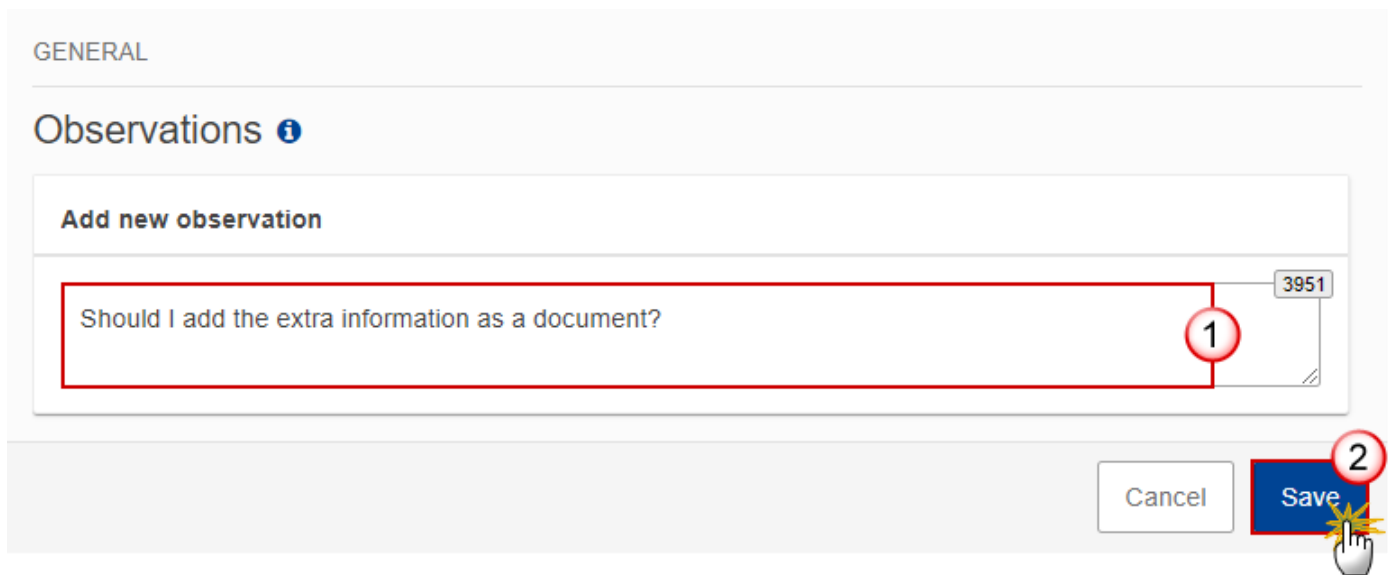 GENERAL
Observations
Add new observation
3951
Should I add the extra information as a document?
1
2
Cancel
Save